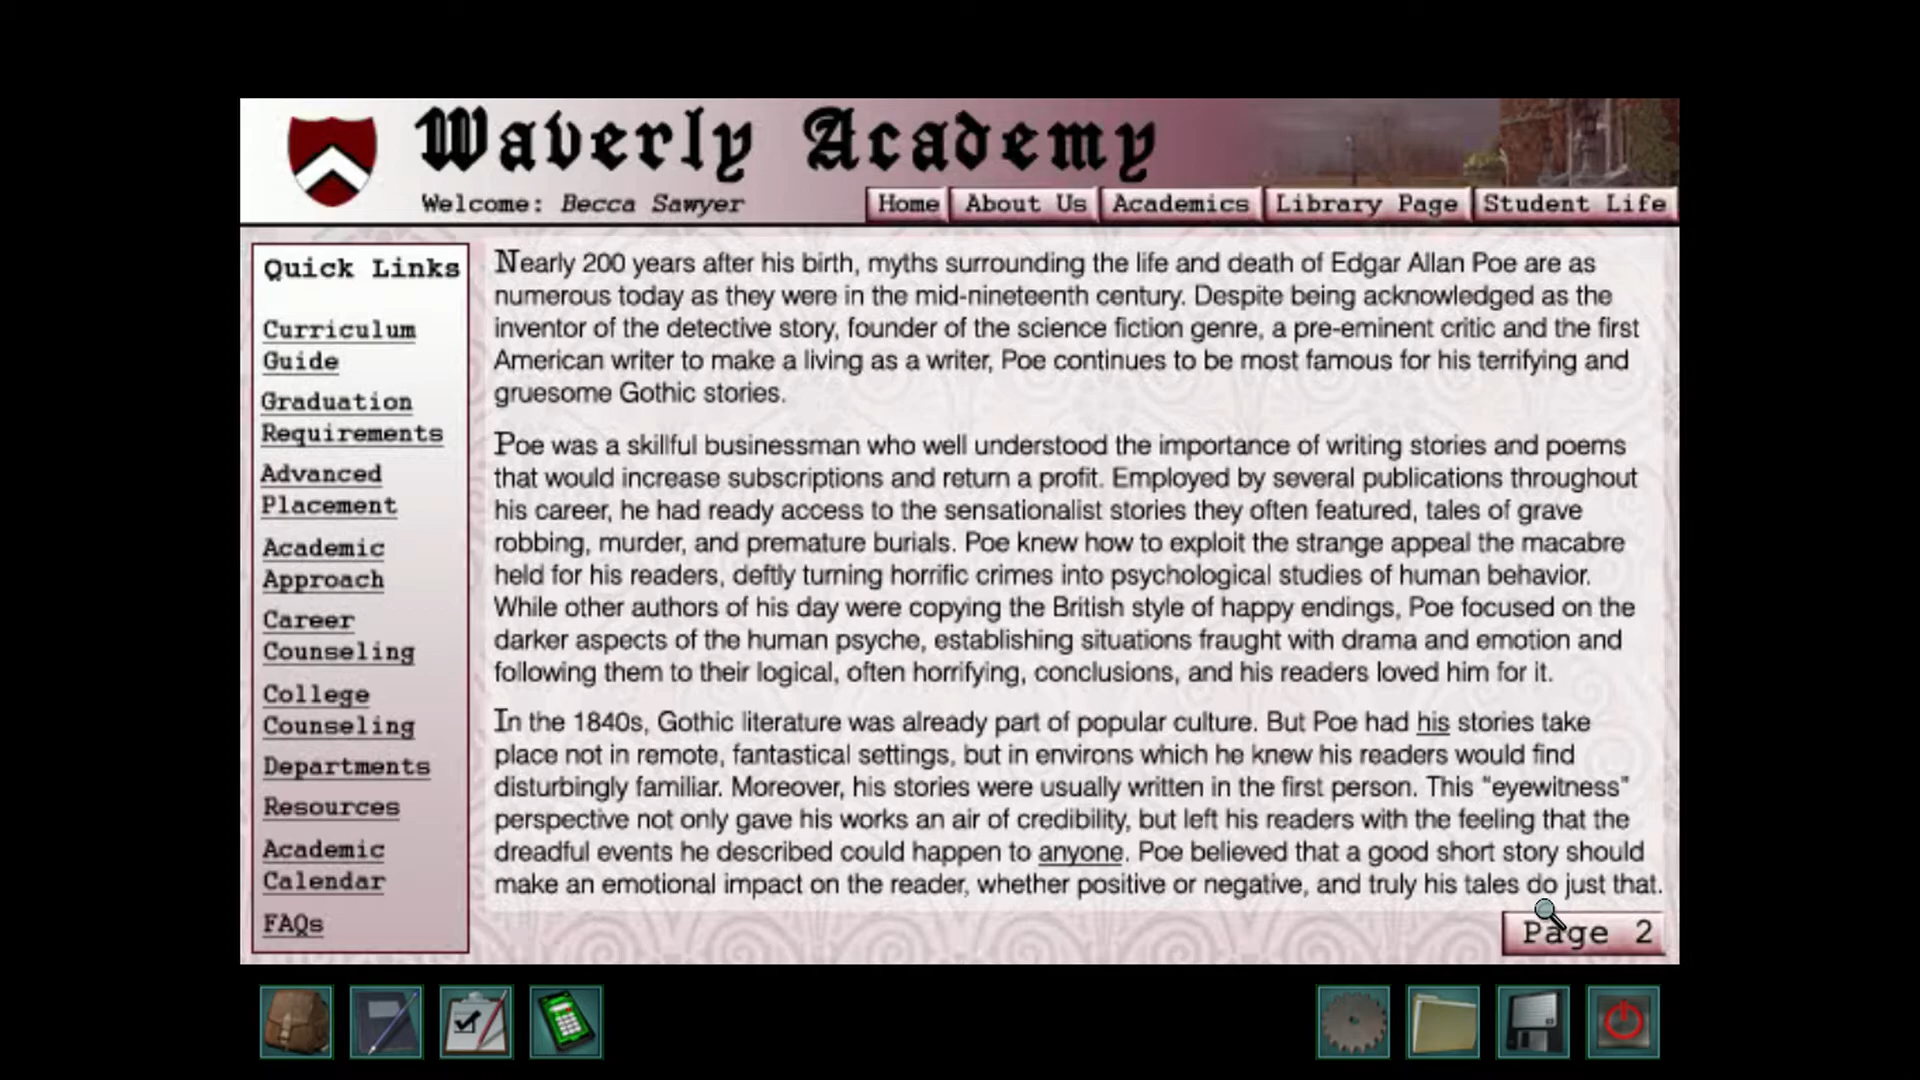 Waverly Academy
Welcome: Becca Sawyer
Home
About Us
Academics
Library Page
Student Life
Quick Links
Curriculum
Guide
Graduation
Requirements
Advanced
Placement
Academic
Approach
Career
Counseling
College
Counseling
Departments
Resources
Academic
Calendar
FAQs
Nearly 200 years after his birth, myths surrounding the life and death of Edgar Allan Poe are as
numerous today as they were in the mid-nineteenth century. Despite being acknowledged as the
inventor of the detective story, founder of the science fiction genre, a pre-eminent critic and the first
American writer to make a living as a writer, Poe continues to be most famous for his terrifying and
gruesome Gothic stories.
Poe was a skillful businessman who well understood the importance of writing stories and poems
that would increase subscriptions and return a profit. Employed by several publications throughout
his career, he had ready access to the sensationalist stories they often featured, tales of grave
robbing, murder, and premature burials. Poe knew how to exploit the strange appeal the macabre
held for his readers, deftly turning horrific crimes into psychological studies of human behavior.
While other authors of his day were copying the British style of happy endings, Poe focused on the
darker aspects of the human psyche, establishing situations fraught with drama and emotion and
following them to their logical, often horrifying, conclusions, and his readers loved him for it.
In the 1840s, Gothic literature was already part of popular culture. But Poe had his stories take
place not in remote, fantastical settings, but in environs which he knew his readers would find
disturbingly familiar. Moreover, his stories were usually written in the first person. This "eyewitness"
perspective not only gave his works an air of credibility, but left his readers with the feeling that the
dreadful events he described could happen to anyone. Poe believed that a good short story should
make an emotional impact on the reader, whether positive or negative, and truly his tales do just that.
Page 2